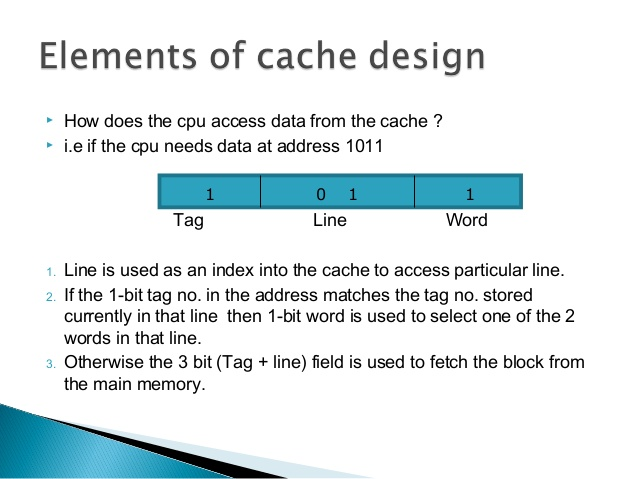 Elements of cache design
How does the cpu access data from the cache ?
i.e if the cpu needs data at address 1011
1 0 1 1
Tag Line Word
1. Line is used as an index into the cache to access particular line.
2. If the 1-bit tag no. in the address matches the tag no. stored
currently in that line then 1-bit word is used to select one of the 2
words in that line.
3. Otherwise the 3 bit (Tag + line) field is used to fetch the block from
the main memory.